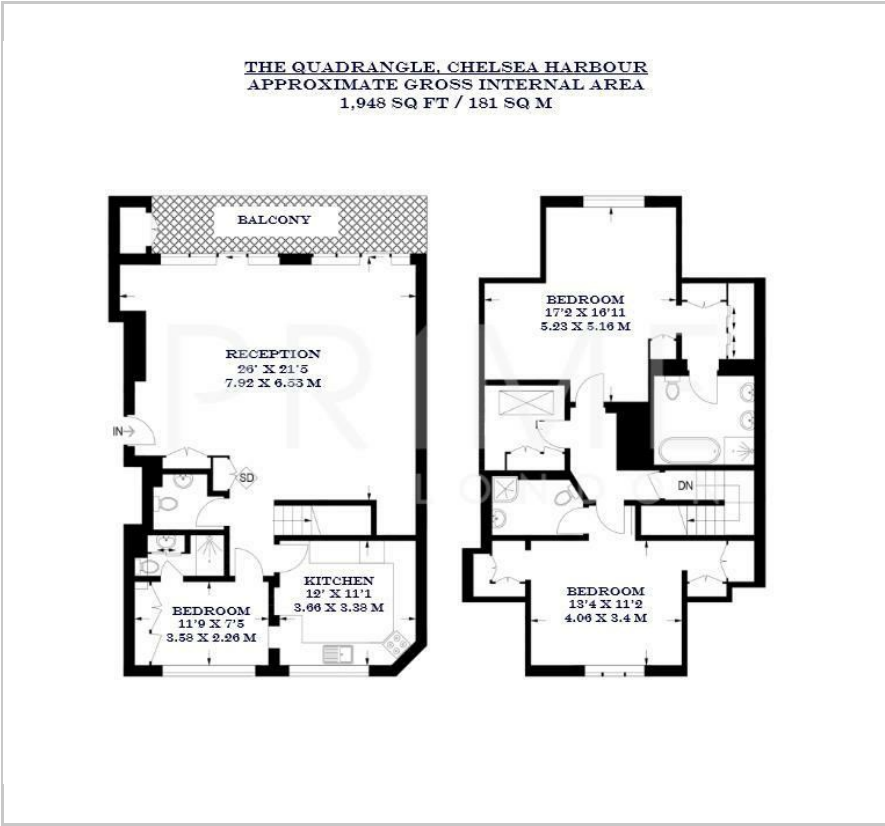 THE QUADRANGLE, CHELSEA HARBOUR
APPROXIMATE GROSS INTERNAL AREA
1,948 SQ FT / 181 SQ M
BALCONY
RECEPTION
26' X 21'5
7.92 X 6.53 M
IN
SD
KITCHEN
12' X 11'1
3.66 X 3.38 M
BEDROOM
11'9 X 7'5
3.58 X 2.26 M
BEDROOM
17'2 X 16'11
5.23 X 5.16 M
DN
BEDROOM
13'4 X 11'2
4.06 X 3.4 M
PRIME
LONDON